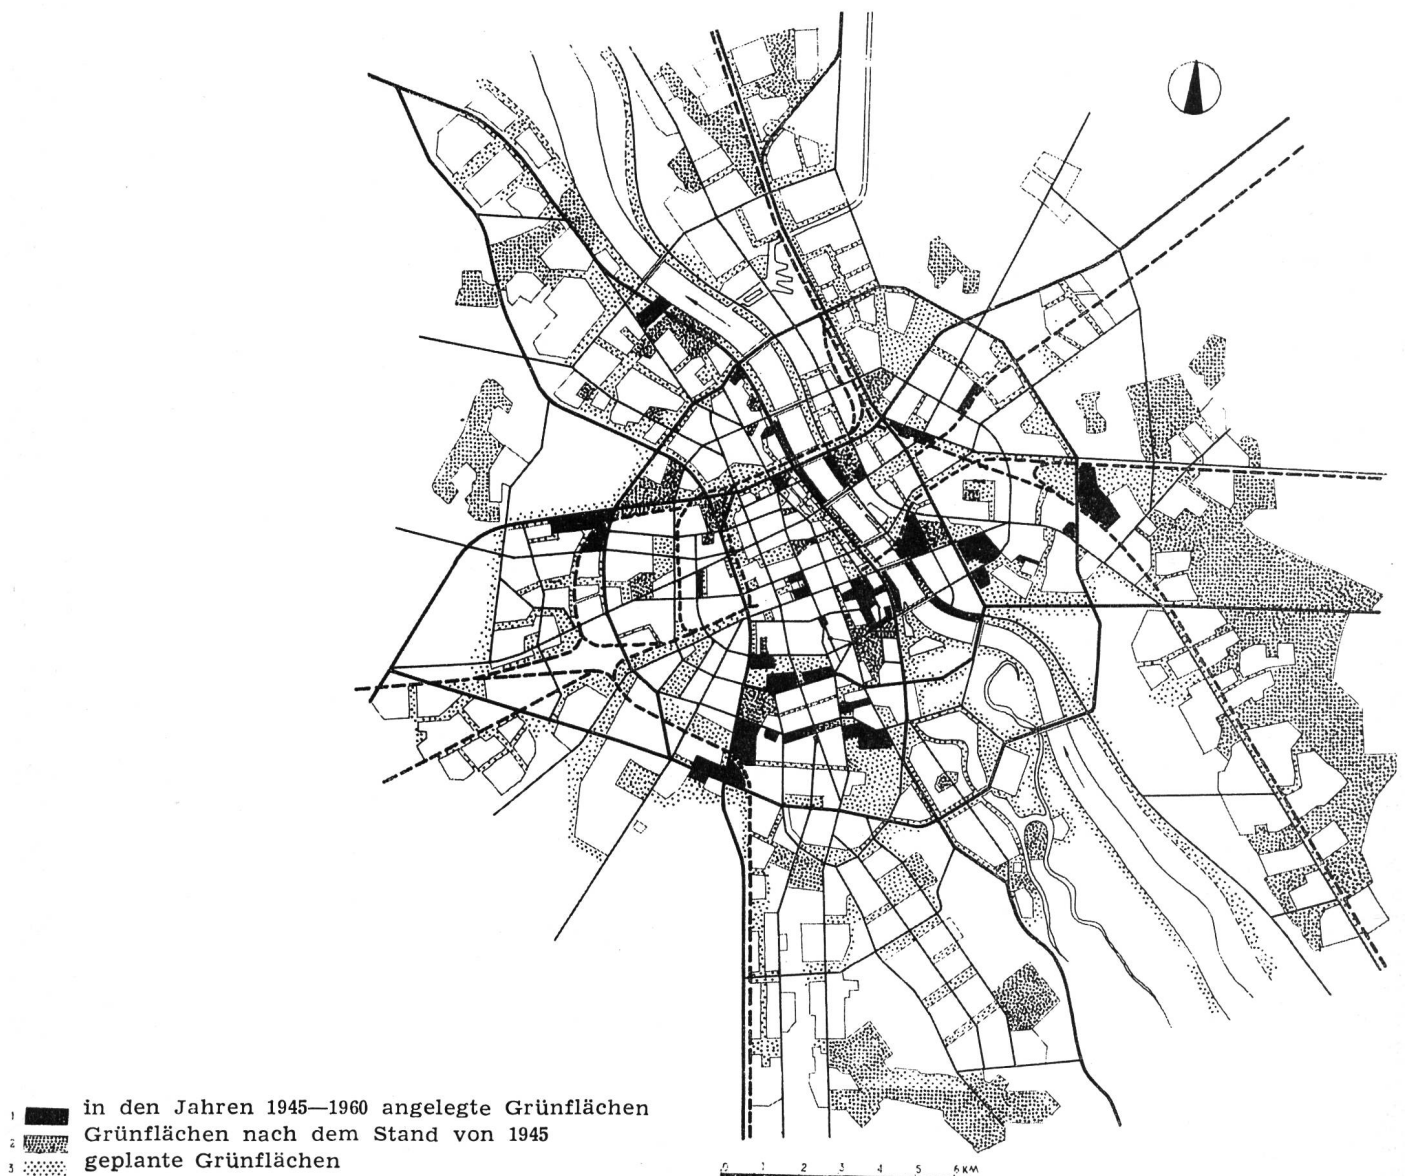 1 in den Jahren 1945—1960 angelegte Grünflächen
2 Grünflächen nach dem Stand von 1945
3 geplante Grünflächen
0 1 2 3 4 5 6 KM